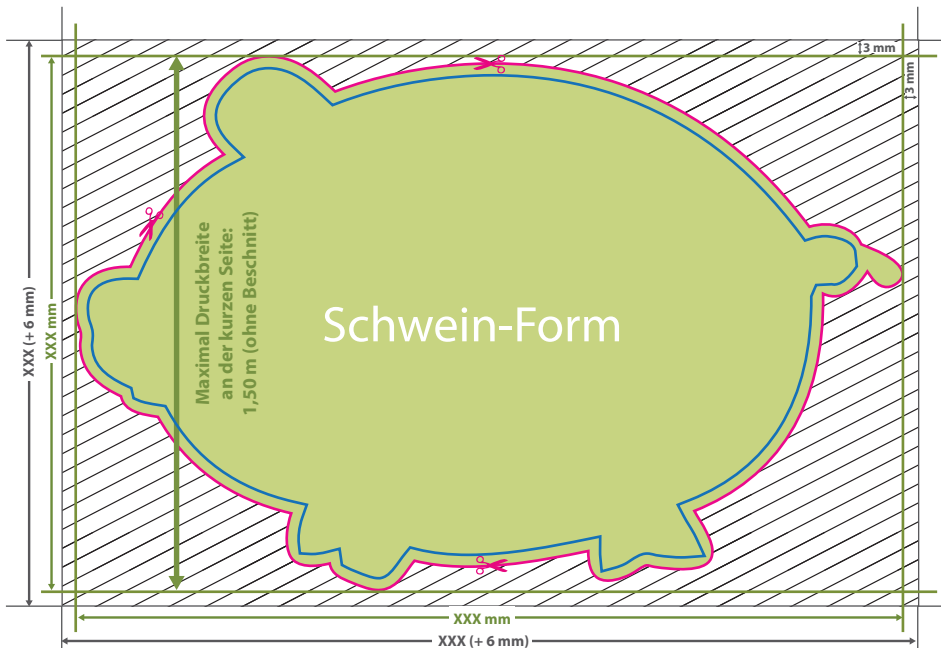 3 mm
3 mm
XXX (+ 6 mm)
XXX mm
Maximal Druckbreite
an der kurzen Seite:
1,50 m (ohne Beschnitt)
Schwein-Form
XXX mm
XXX (+ 6 mm)